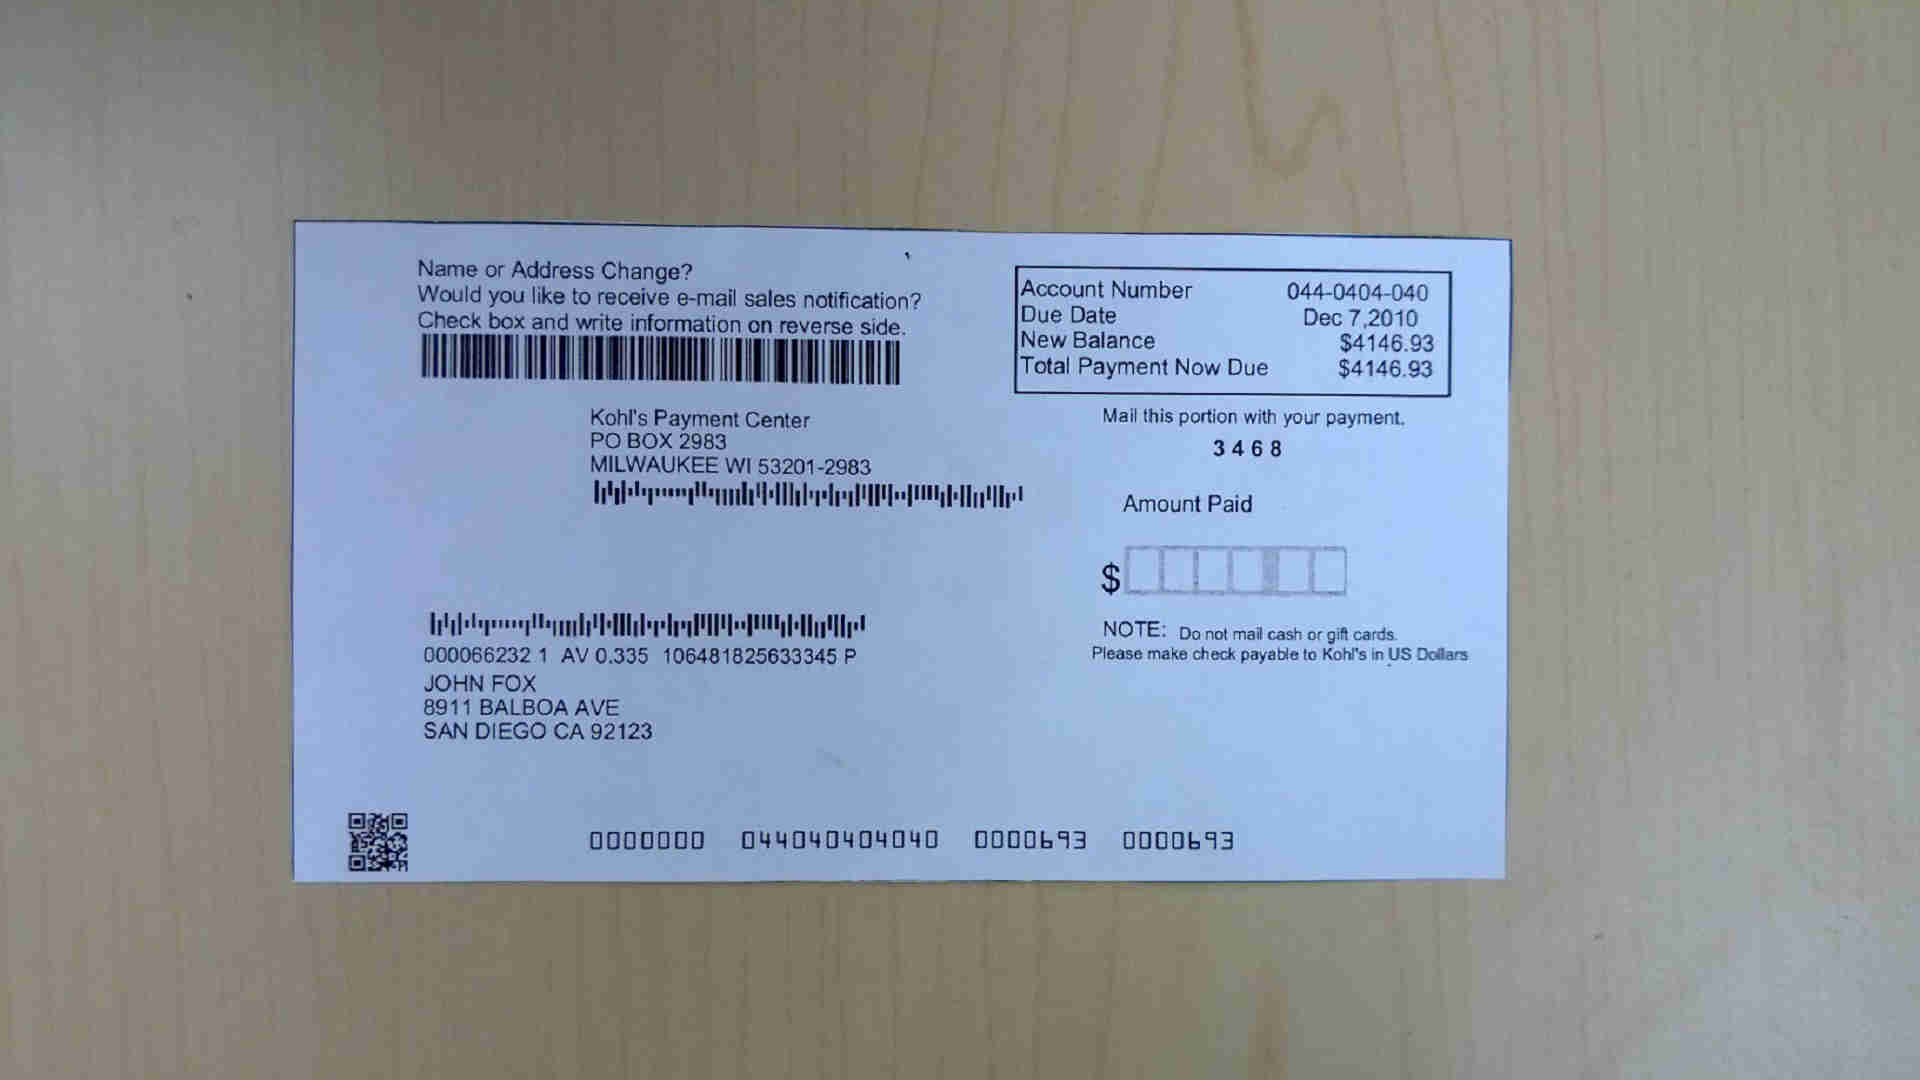 Name or Address Change?
Would you like to receive e-mail sales notification?
Check box and write information on reverse side.
Account Number 044-0404-040
Due Date Dec 7,2010
New Balance $4146.93
Total Payment Now Due $4146.93
Kohl's Payment Center
PO BOX 2983
MILWAUKEE WI 53201-2983
Mail this portion with your payment.
3468
Amount Paid
$
NOTE: Do not mail cash or gift cards.
Please make check payable to Kohl's in US Dollars
000066232 1 AV 0.335 106481825633345 P
JOHN FOX
8911 BALBOA AVE
SAN DIEGO CA 92123
0000000 044040404040 0000693 0000693